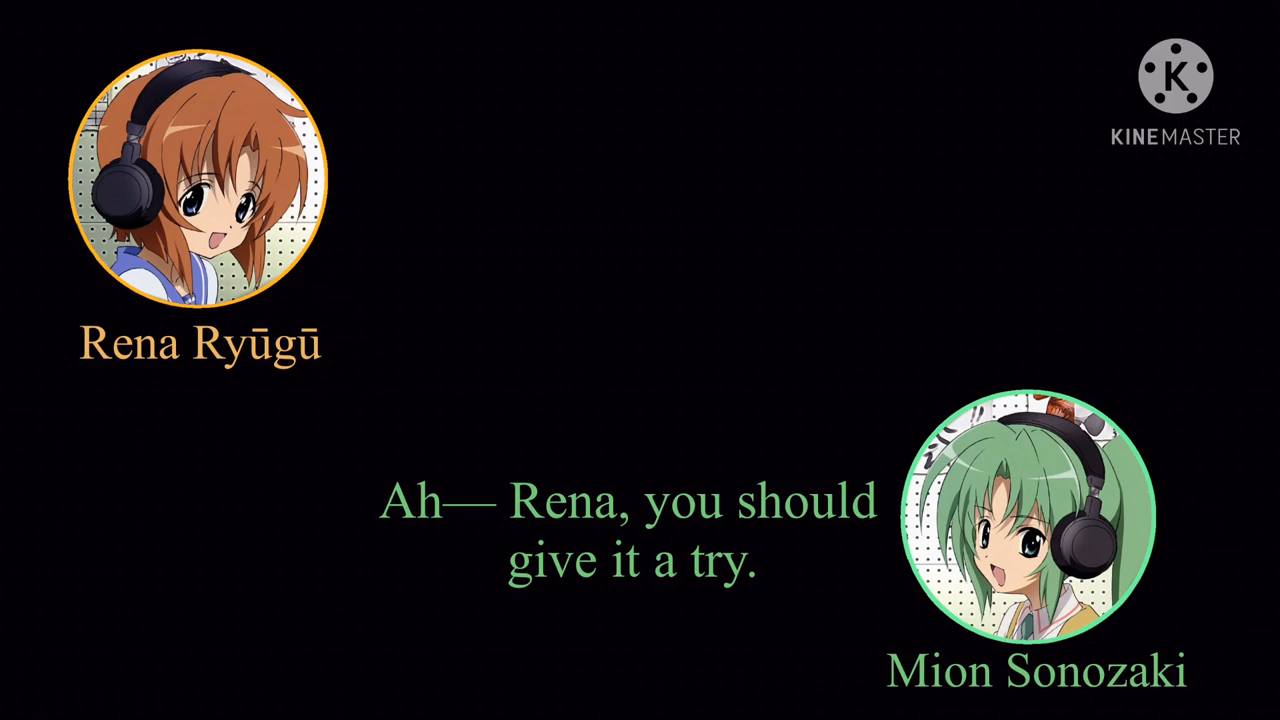 K
KINEMASTER
Rena Ryūgū
Ah— Rena, you should
give it a try.
Mion Sonozaki